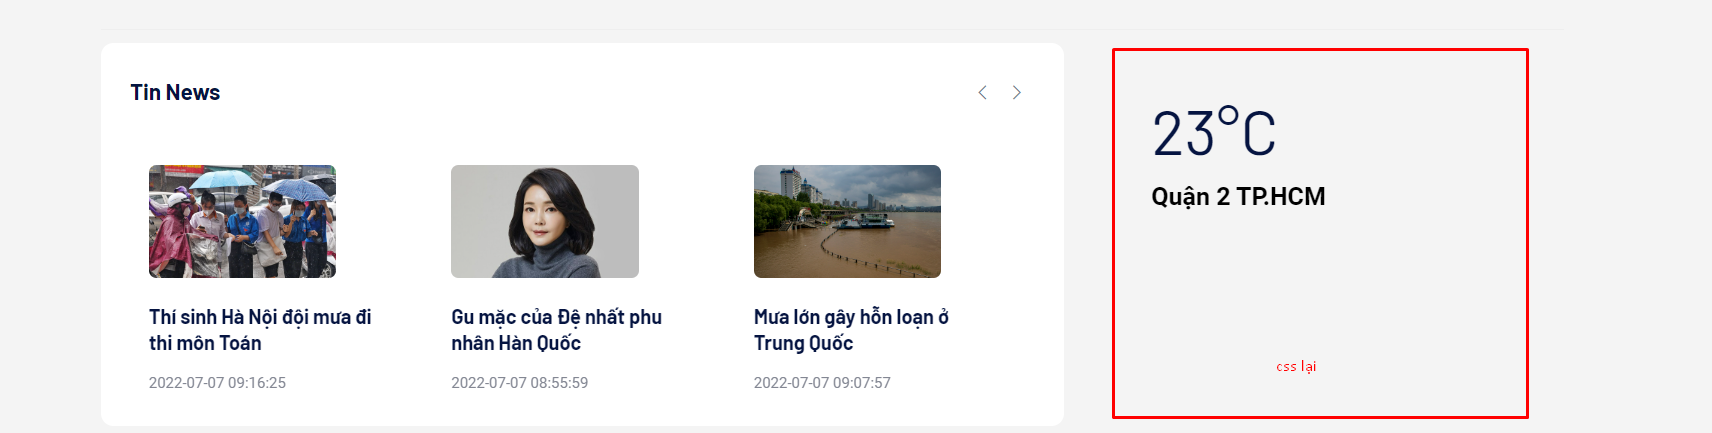 Tin News
Thí sinh Hà Nội đội mưa đi
thi môn Toán
2022-07-07 09:16:25
Gu mặc của Đệ nhất phu
nhân Hàn Quốc
2022-07-07 08:55:59
Mưa lớn gây hỗn loạn ở
Trung Quốc
2022-07-07 09:07:57
23°C
Quận 2 TP.HCM
css lại